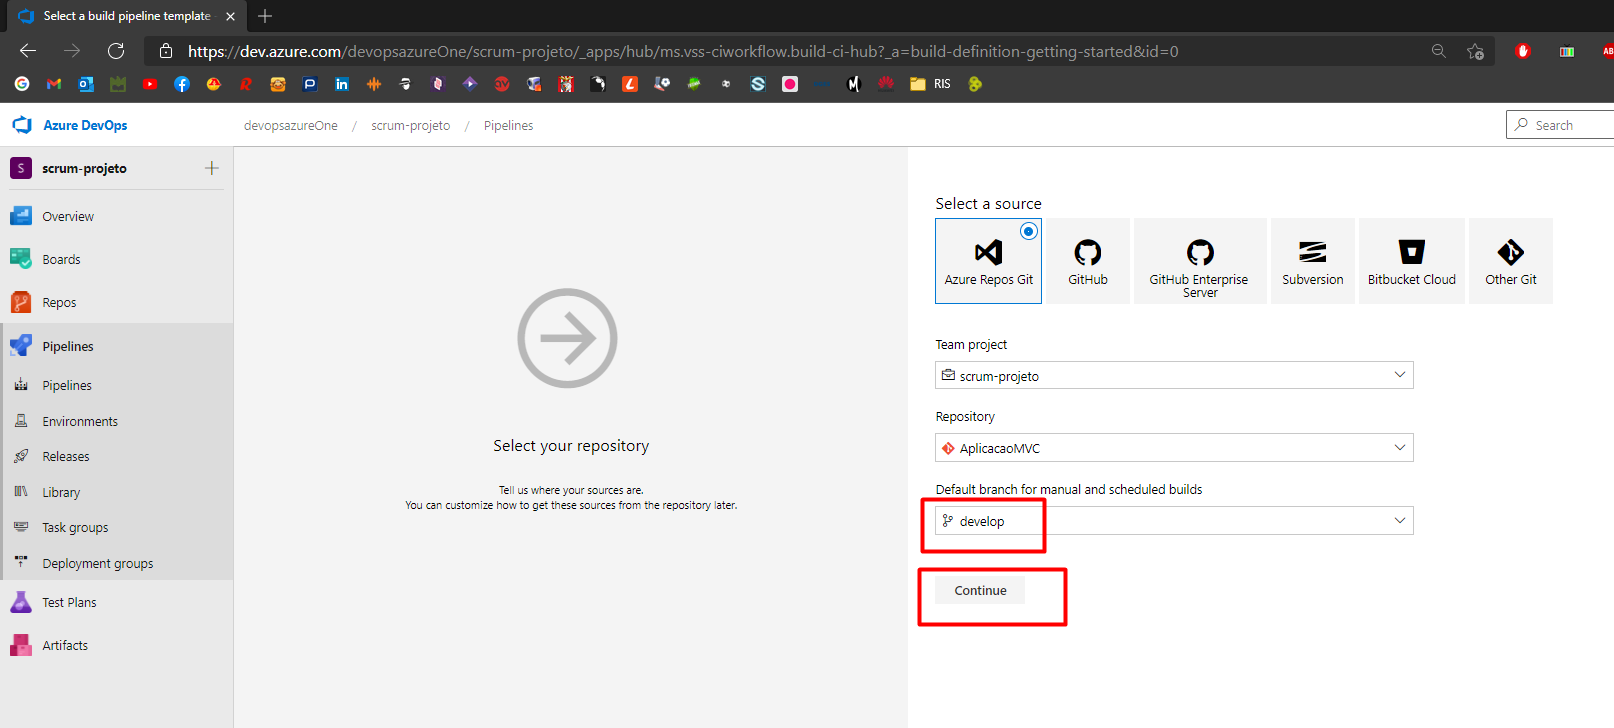 Select a build pipeline template
https://dev.azure.com/devopsazureOne/scrum-projeto/_apps/hub/ms.vss-ciworkflow.build-ci-hub?_a=build-definition-getting-started&id=0
RIS
Azure DevOps
devopsazureOne / scrum-projeto / Pipelines
Search
S scrum-projeto
Overview
Boards
Repos
Pipelines
Pipelines
Environments
Releases
Library
Task groups
Deployment groups
Test Plans
Artifacts
Select your repository
Tell us where your sources are.
You can customize how to get these sources from the repository later.
Select a source
Azure Repos Git
GitHub
GitHub Enterprise
Server
Subversion
Bitbucket Cloud
Other Git
Team project
scrum-projeto
Repository
AplicacaoMVC
Default branch for manual and scheduled builds
develop
Continue